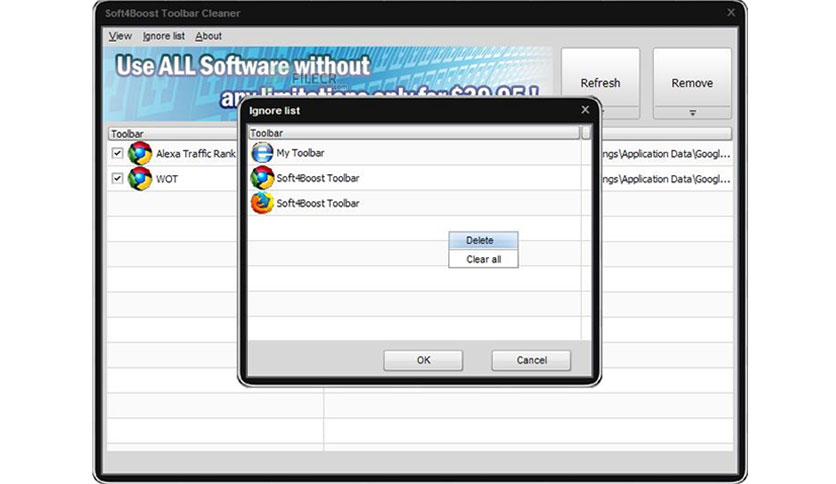 Soft4Boost Toolbar Cleaner
View Ignore list About
Use ALL Software without
any limitations only for $39.95 !
FILECR
.com
Refresh
Remove
Toolbar
Alexa Traffic Rank
ngs\Application Data\Googl...
WOT
ngs\Application Data\Googl...
Ignore list
Toolbar
My Toolbar
Soft4Boost Toolbar
Soft4Boost Toolbar
Delete
Clear all
OK
Cancel